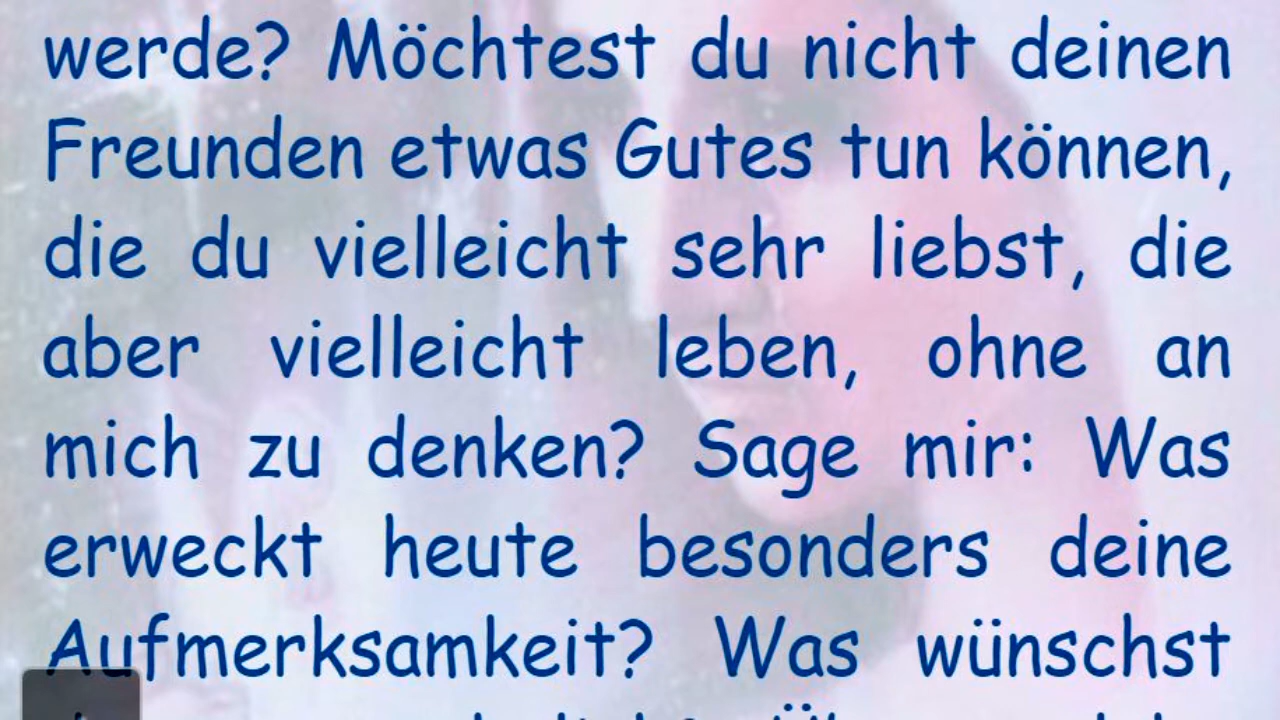 werde? Möchtest du nicht deinen
Freunden etwas Gutes tun können,
die du vielleicht sehr liebst, die
aber vielleicht leben, ohne an
mich zu denken? Sage mir: Was
erweckt heute besonders deine
Aufmerksamkeit? Was wünschst